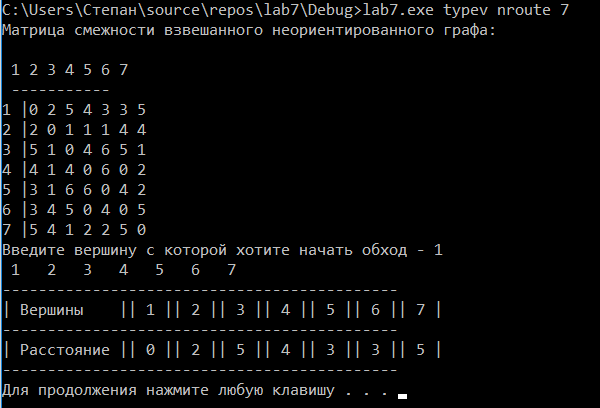 C:\Users\Степан\source\repos\lab7\Debug>lab7.exe typev nroute 7
Матрица смежности взвешанного неориентированного графа:
1 2 3 4 5 6 7
-----------
1 |0 2 5 4 3 3 5
2 |2 0 1 1 1 4 4
3 |5 1 0 4 6 5 1
4 |4 1 4 0 6 0 2
5 |3 1 6 6 0 4 2
6 |3 4 5 0 4 0 5
7 |5 4 1 2 2 5 0
Введите вершину с которой хотите начать обход - 1
1 2 3 4 5 6 7
--------------------------------------------
| Вершины || 1 || 2 || 3 || 4 || 5 || 6 || 7 |
--------------------------------------------
| Расстояние || 0 || 2 || 5 || 4 || 3 || 3 || 5 |
--------------------------------------------
Для продолжения нажмите любую клавишу . . .